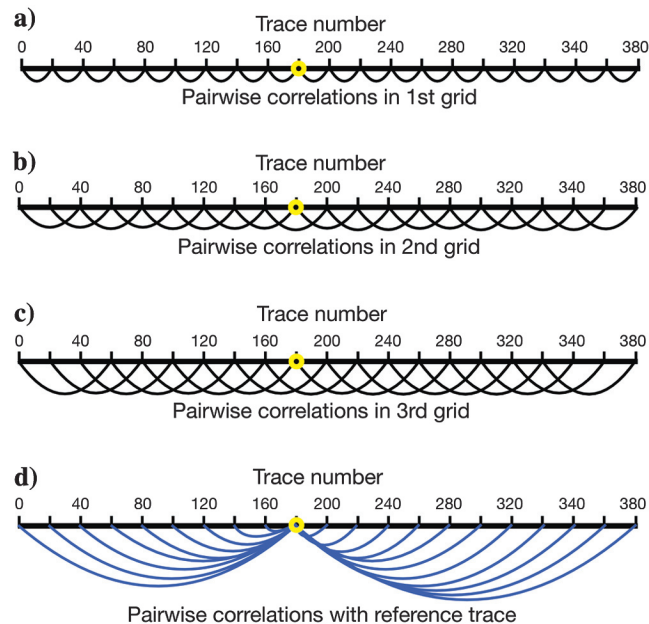 a)
Trace number
0 40 80 120 160 200 240 280 320 340 380
Pairwise correlations in 1st grid
b)
Trace number
0 40 80 120 160 200 240 280 320 340 380
Pairwise correlations in 2nd grid
c)
Trace number
0 40 80 120 160 200 240 280 320 340 380
Pairwise correlations in 3rd grid
d)
Trace number
0 40 80 120 160 200 240 280 320 340 380
Pairwise correlations with reference trace